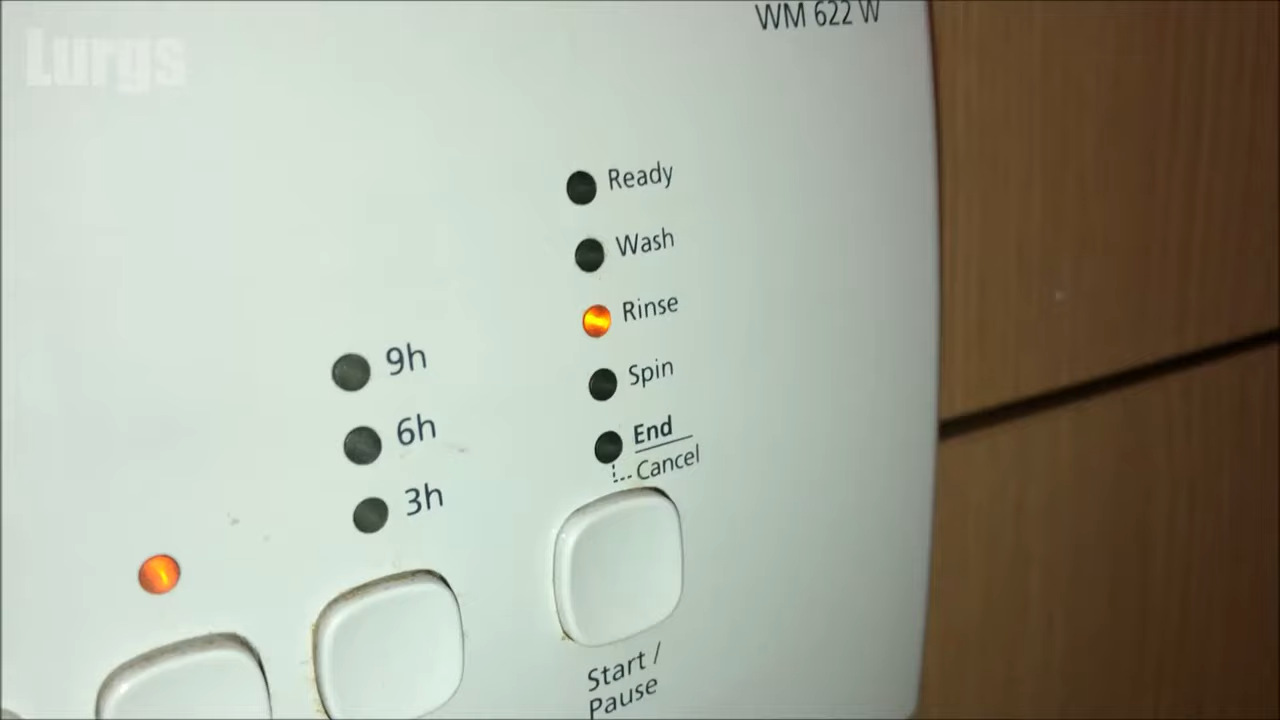 WM 622 W
Lurgs
Ready
Wash
Rinse
9h
Spin
6h
End
Cancel
3h
Start /
Pause